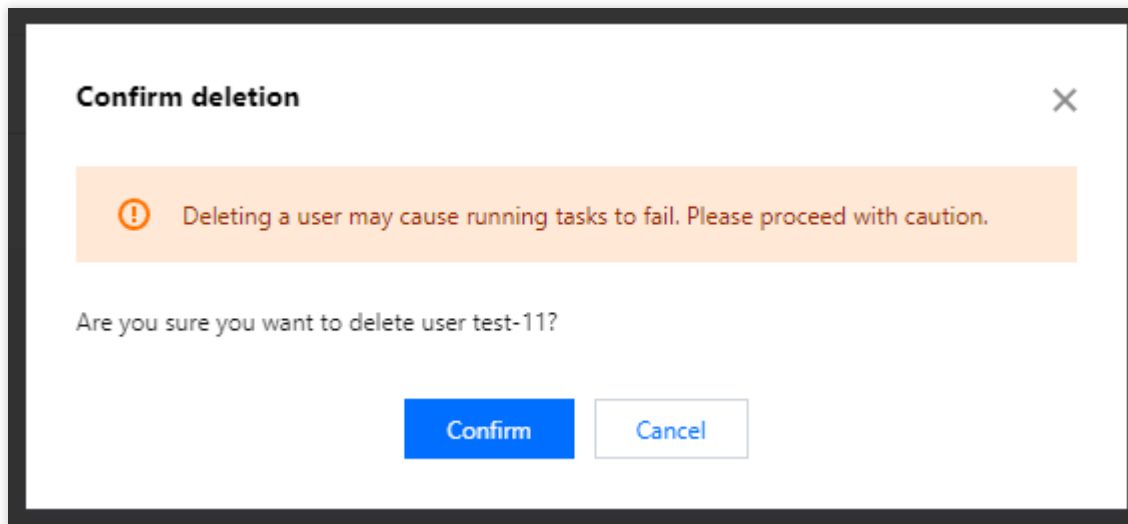 Confirm deletion
Deleting a user may cause running tasks to fail. Please proceed with caution.
Are you sure you want to delete user test-11?
Confirm
Cancel